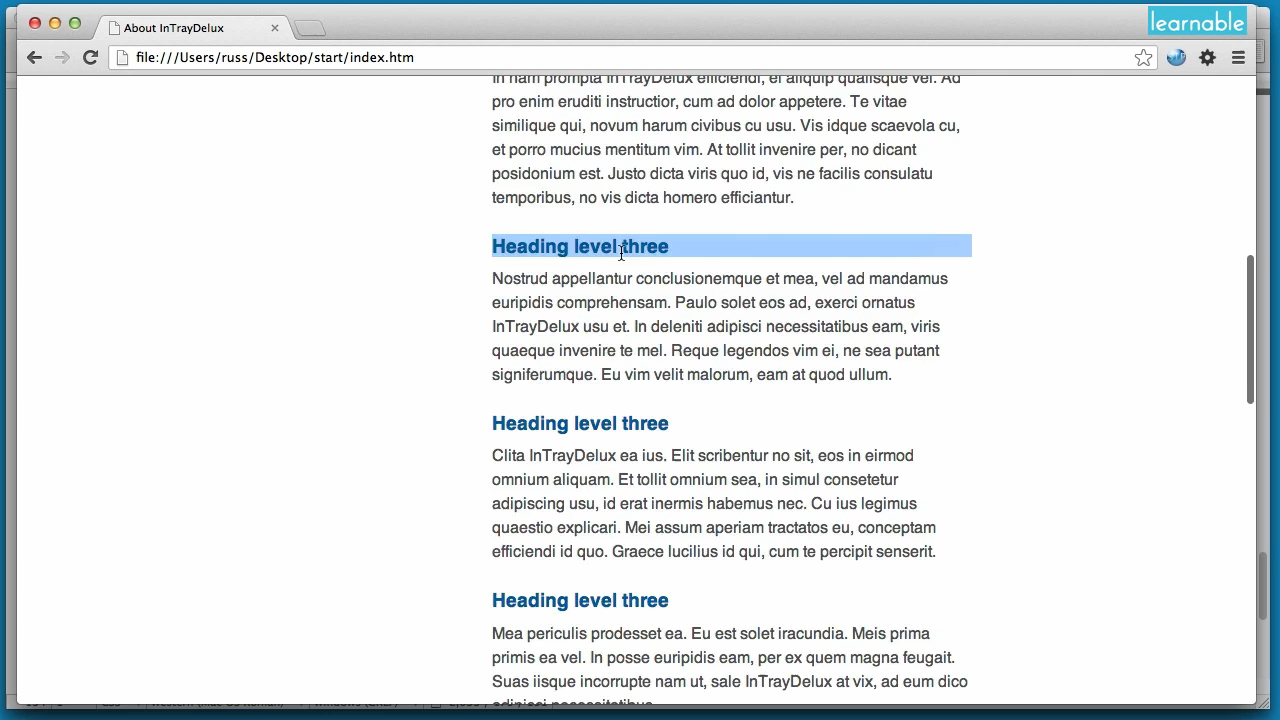 About InTrayDelux
learnable
file:///Users/russ/Desktop/start/index.htm
In nam prompta InTrayDelux efficiendi, ei aliquip qualisque vel. Ad
pro enim eruditi instructior, cum ad dolor appetere. Te vitae
similique qui, novum harum civibus cu usu. Vis idque scaevola cu,
et porro mucius mentitum vim. At tollit invenire per, no dicant
posidonium est. Justo dicta viris quo id, vis ne facilis consulatu
temporibus, no vis dicta homero efficiantur.
Heading level three
Nostrud appellantur conclusionemque et mea, vel ad mandamus
euripidis comprehensam. Paulo solet eos ad, exerci ornatus
InTrayDelux usu et. In deleniti adipisci necessitatibus eam, viris
quaeque invenire te mel. Reque legendos vim ei, ne sea putant
signiferumque. Eu vim velit malorum, eam at quod ullum.
Heading level three
Clita InTrayDelux ea ius. Elit scribentur no sit, eos in eirmod
omnium aliquam. Et tollit omnium sea, in simul consetetur
adipiscing usu, id erat inermis habemus nec. Cu ius legimus
quaestio explicari. Mei assum aperiam tractatos eu, conceptam
efficiendi id quo. Graece lucilius id qui, cum te percipit senserit.
Heading level three
Mea periculis prodesset ea. Eu est solet iracundia. Meis prima
primis ea vel. In posse euripidis eam, per ex quem magna feugait.
Suas iisque incorrupte nam ut, sale InTrayDelux at vix, ad eum dico
adipisci necessitatibus.